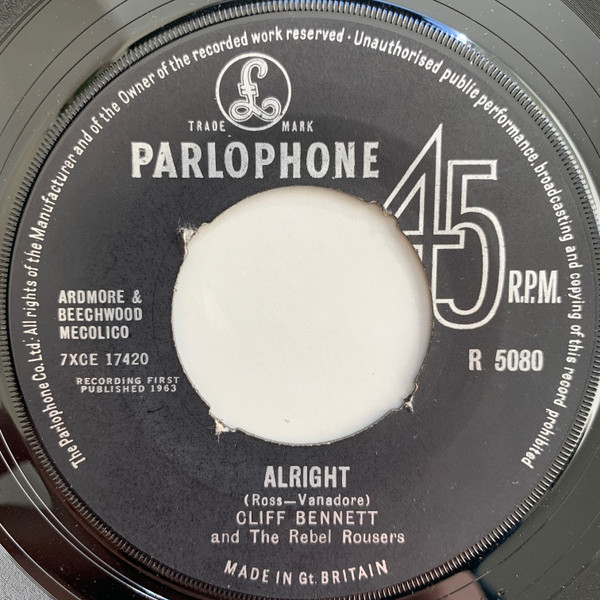 The Parlophone Co. Ltd. All rights of the Manufacturer and of the Owner of the recorded work reserved · Unauthorised public performance, broadcasting and copying of this record prohibited
£
TRADE MARK
PARLOPHONE
45
R.P.M.
ARDMORE &
BEECHWOOD
MECOLICO
7XCE 17420
R 5080
RECORDING FIRST
PUBLISHED 1963
ALRIGHT
(Ross—Vanadore)
CLIFF BENNETT
and The Rebel Rousers
MADE IN Gt. BRITAIN